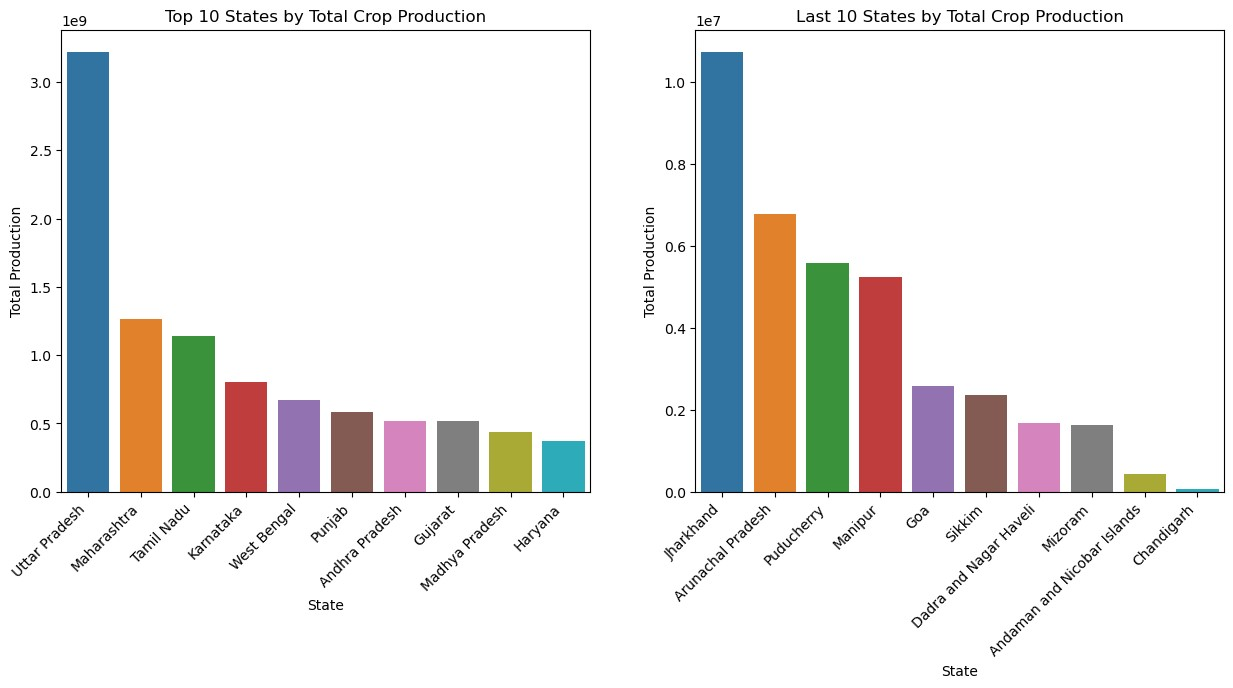 Top 10 States by Total Crop Production
1e9
3.0
2.5
2.0
1.5
1.0
0.5
0.0
Total Production
Uttar Pradesh
Maharashtra
Tamil Nadu
Karnataka
West Bengal
Punjab
Andhra Pradesh
Gujarat
Madhya Pradesh
Haryana
State
Last 10 States by Total Crop Production
1e7
1.0
0.8
0.6
0.4
0.2
0.0
Total Production
Jharkhand
Arunachal Pradesh
Puducherry
Manipur
Goa
Sikkim
Dadra and Nagar Haveli
Mizoram
Andaman and Nicobar Islands
Chandigarh
State